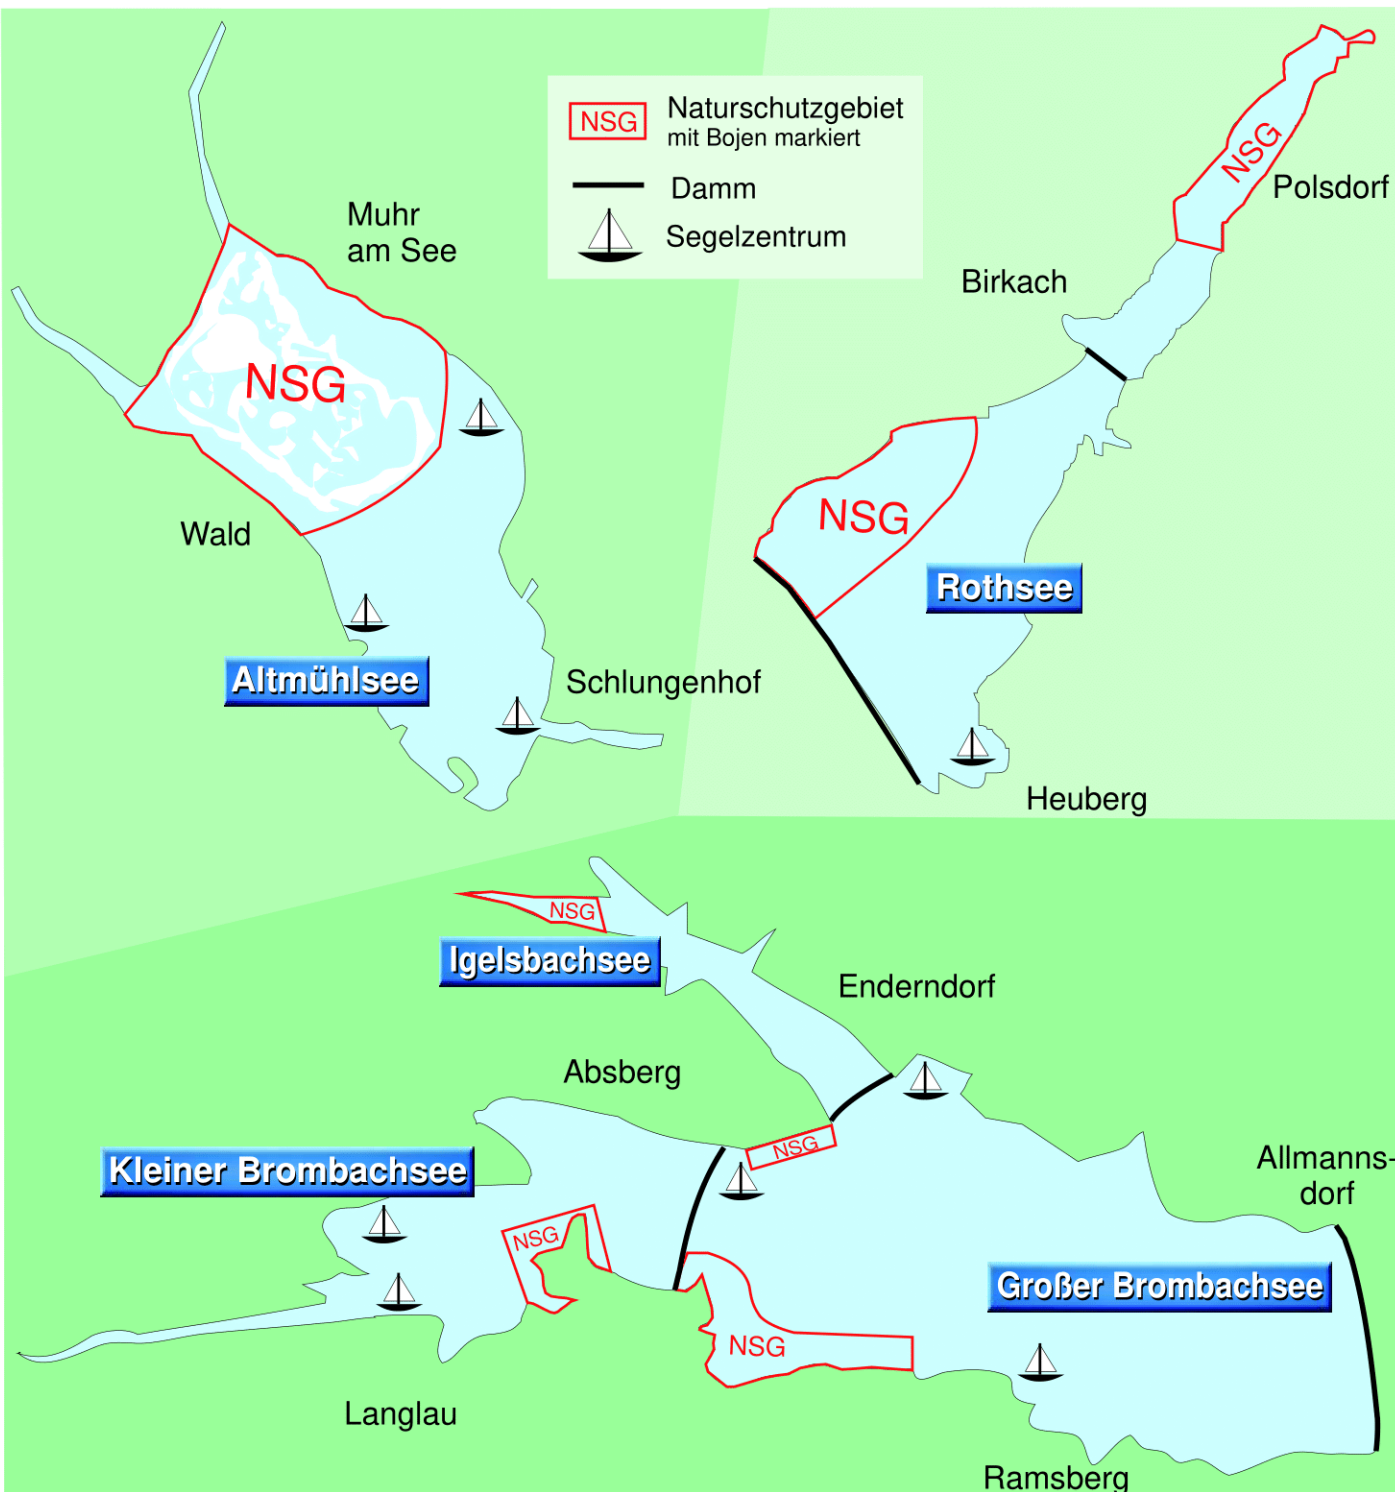 NSG
Naturschutzgebiet
mit Bojen markiert
Damm
Segelzentrum
Muhr
am See
NSG
Wald
Altmühlsee
Schlungenhof
NSG
Polsdorf
Birkach
NSG
Rothsee
Heuberg
NSG
Igelsbachsee
Enderndorf
Absberg
NSG
Kleiner Brombachsee
Allmanns-
dorf
NSG
Großer Brombachsee
NSG
Langlau
Ramsberg